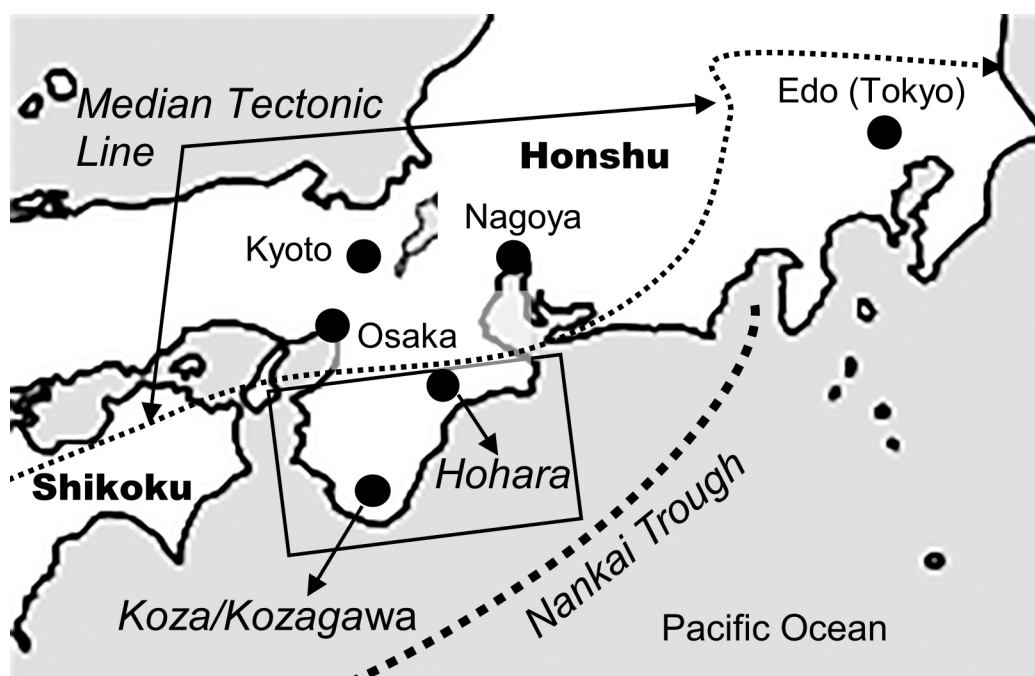 Median Tectonic
Line
Edo (Tokyo)
Honshu
Nagoya
Kyoto
Osaka
Hohara
Shikoku
Nankai Trough
Koza/Kozagawa
Pacific Ocean